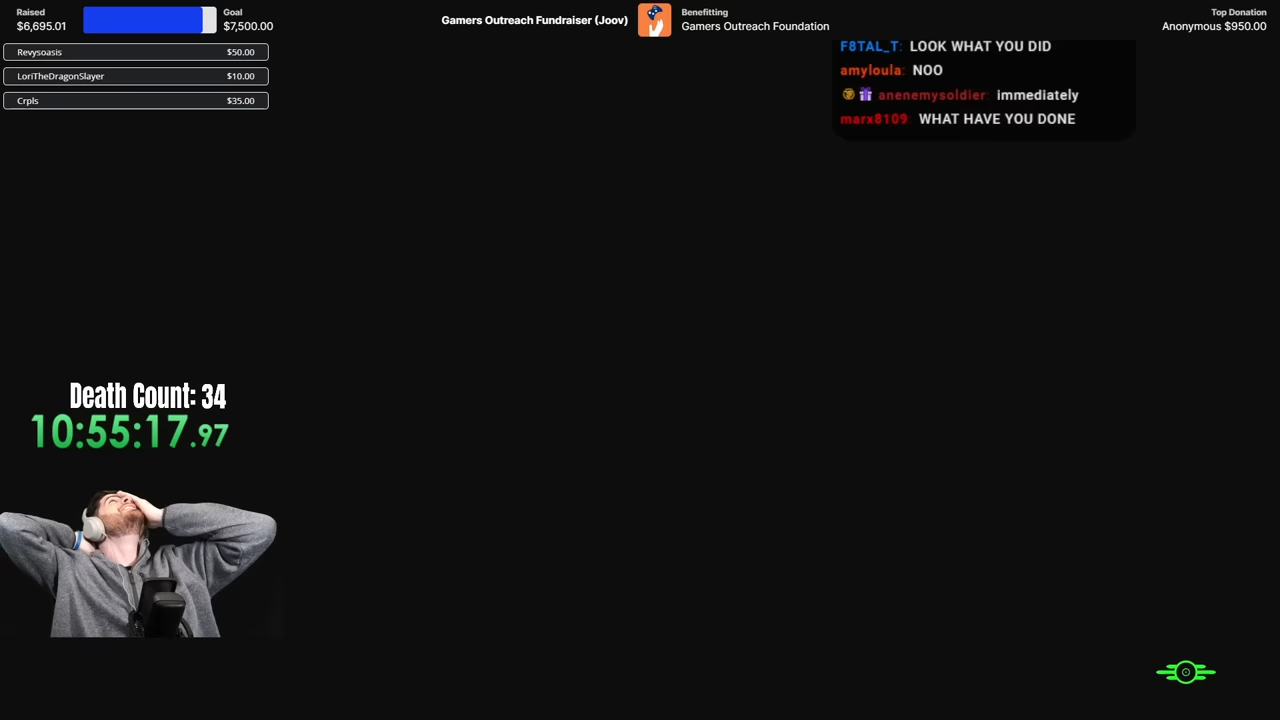 Raised
$6,695.01
Goal
$7,500.00
Gamers Outreach Fundraiser (Joov)
Benefitting
Gamers Outreach Foundation
Top Donation
Anonymous $950.00
Revysoasis $50.00
LoriTheDragonSlayer $10.00
Crpls $35.00
F8TAL_T: LOOK WHAT YOU DID
amyloula: NOO
anenemysoldier: immediately
marx8109: WHAT HAVE YOU DONE
Death Count: 34
10:55:17.97